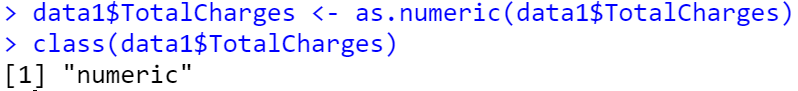 > data1$TotalCharges <- as.numeric(data1$TotalCharges)
> class(data1$TotalCharges)
[1] "numeric"